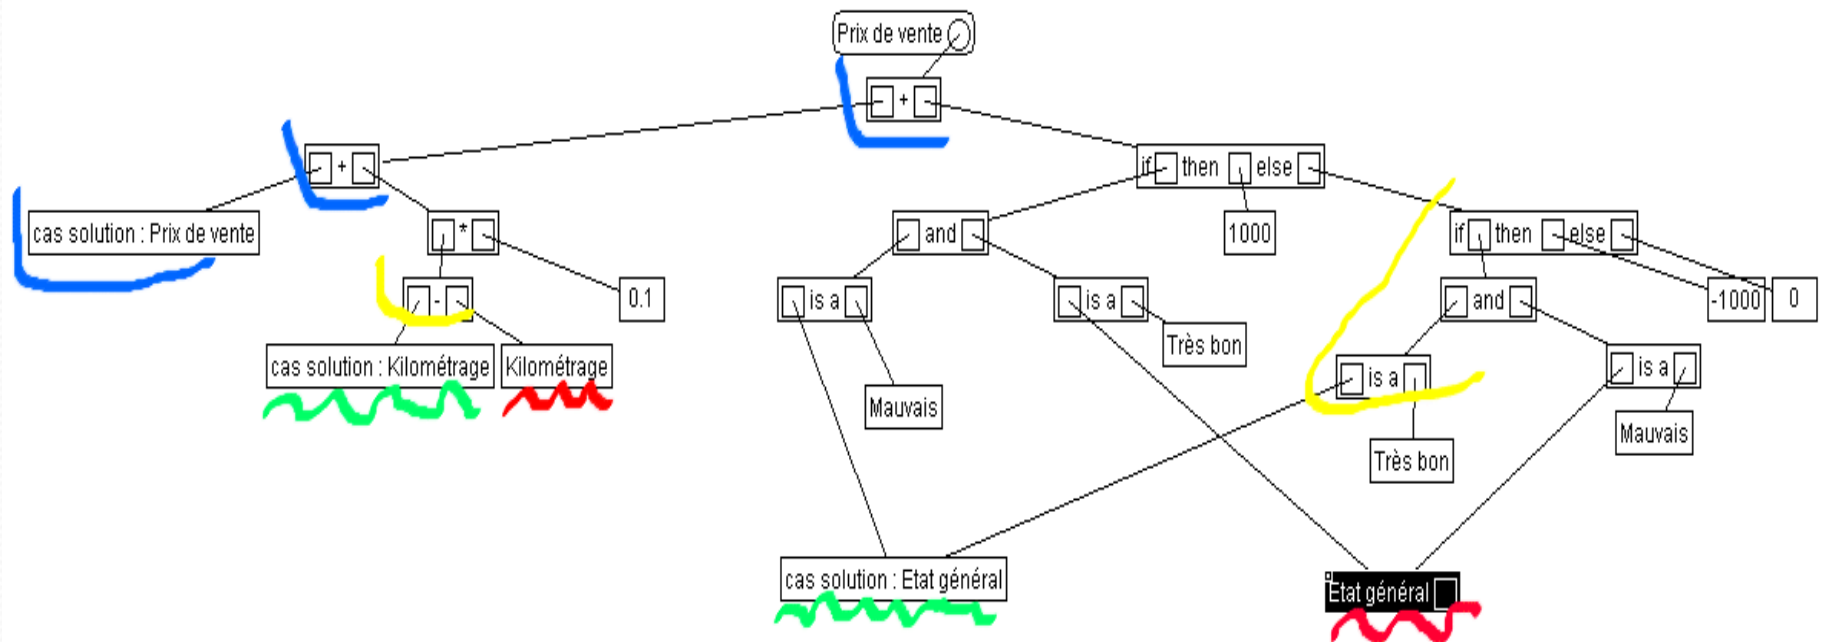 Prix de vente
+
+
if then else
cas solution : Prix de vente
*
and
1000
if then else
-
0.1
is a
is a
and
-1000
0
Très bon
cas solution : Kilométrage
Kilométrage
is a
is a
Mauvais
Mauvais
Très bon
cas solution : Etat général
Etat général